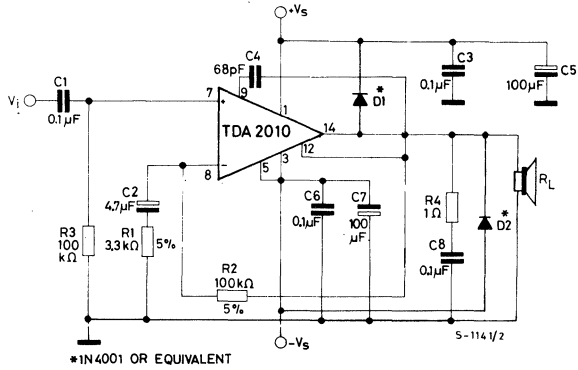 +Vs
C4
68pF
C1
Vi
0.1µF
7
9
+
1
TDA 2010
14
12
8
−
5
3
*
D1
C3
0.1µF
C5
100µF
C2
4.7µF
C6
0.1µF
C7
100
µF
R4
1Ω
*
D2
RL
R3
100
kΩ
R1
3.3kΩ
5%
R2
100kΩ
5%
C8
0.1µF
S-1141/2
-Vs
*1N4001 OR EQUIVALENT